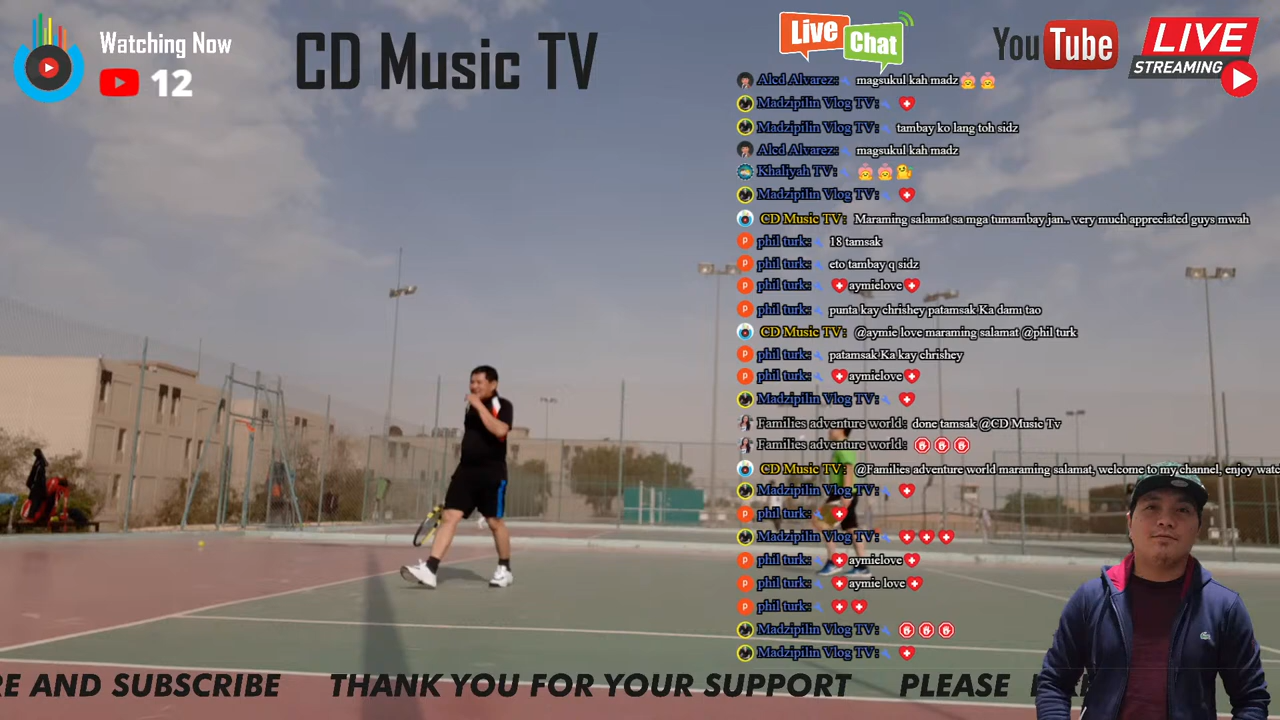 Watching Now
12
CD Music TV
Live
Chat
YouTube
LIVE
STREAMING
Alcd Alvarez: magsukul kah madz
Madzipilin Vlog TV:
Madzipilin Vlog TV: tambay ko lang toh sidz
Alcd Alvarez: magsukul kah madz
Khaliyah TV:
Madzipilin Vlog TV:
CD Music TV: Maraming salamat sa mga tumambay jan.. very much appreciated guys mwah
phil turk: 18 tamsak
phil turk: eto tambay q sidz
phil turk: aymielove
phil turk: punta kay chrishey patamsak Ka dami tao
CD Music TV: @aymie love maraming salamat @phil turk
phil turk: patamsak Ka kay chrishey
phil turk: aymielove
Madzipilin Vlog TV:
Families adventure world: done tamsak @CD Music Tv
Families adventure world:
CD Music TV: @Families adventure world maraming salamat, welcome to my channel, enjoy watc
Madzipilin Vlog TV:
phil turk:
Madzipilin Vlog TV:
phil turk: aymielove
phil turk: aymie love
phil turk:
Madzipilin Vlog TV:
Madzipilin Vlog TV:
RE AND SUBSCRIBE THANK YOU FOR YOUR SUPPORT PLEASE